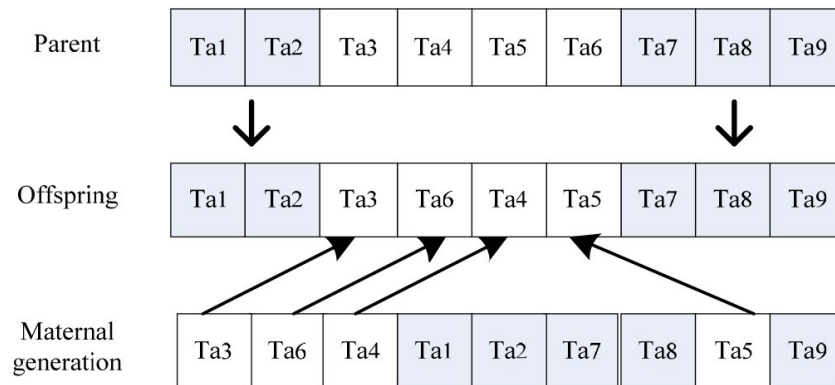 Parent Ta1 Ta2 Ta3 Ta4 Ta5 Ta6 Ta7 Ta8 Ta9
Offspring Ta1 Ta2 Ta3 Ta6 Ta4 Ta5 Ta7 Ta8 Ta9
Maternal
generation Ta3 Ta6 Ta4 Ta1 Ta2 Ta7 Ta8 Ta5 Ta9